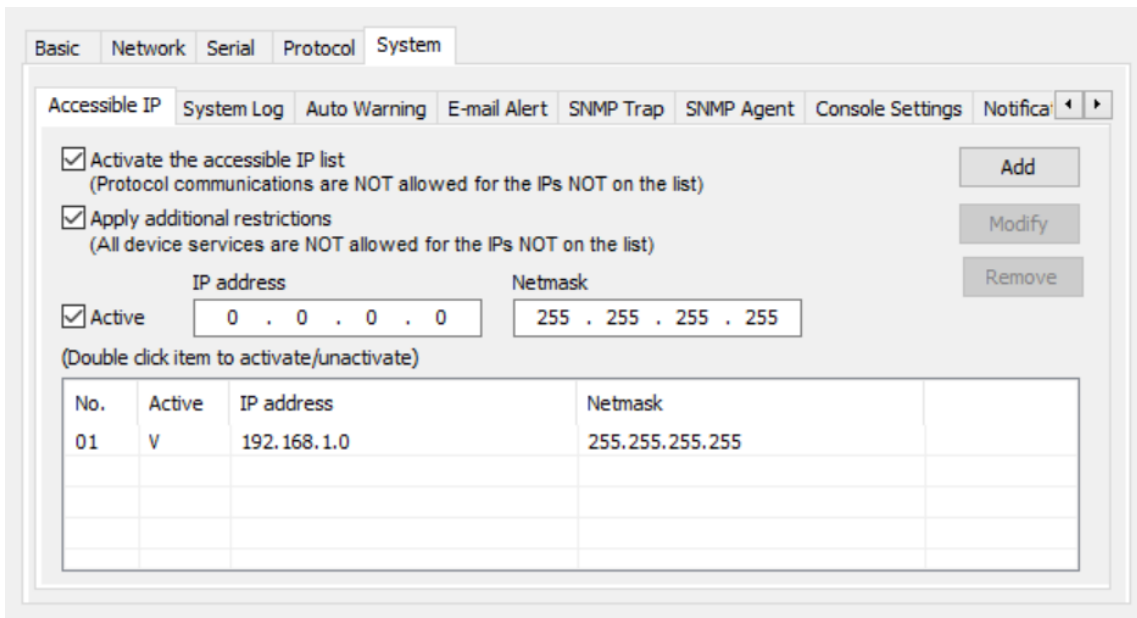 Basic Network Serial Protocol System
Accessible IP System Log Auto Warning E-mail Alert SNMP Trap SNMP Agent Console Settings Notificat
Activate the accessible IP list
(Protocol communications are NOT allowed for the IPs NOT on the list)
Add
Apply additional restrictions
(All device services are NOT allowed for the IPs NOT on the list)
Modify
IP address Netmask
Remove
Active 0 . 0 . 0 . 0 255 . 255 . 255 . 255
(Double click item to activate/unactivate)
No. Active IP address Netmask
01 V 192.168.1.0 255.255.255.255